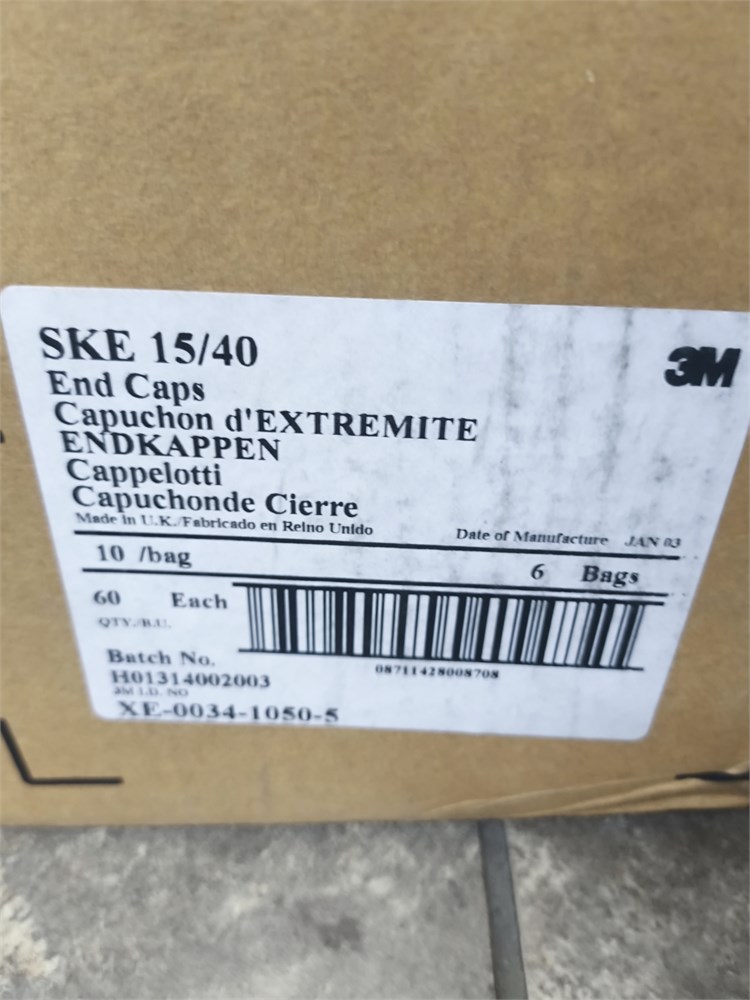 SKE 15/40
3M
End Caps
Capuchon d'EXTREMITE
ENDKAPPEN
Cappelotti
Capuchonde Cierre
Made in U.K./Fabricado en Reino Unido
Date of Manufacture JAN 03
10 /bag
6 Bags
60 Each
QTY./B.U.
08711428008708
Batch No.
H01314002003
3M I.D. NO
XE-0034-1050-5